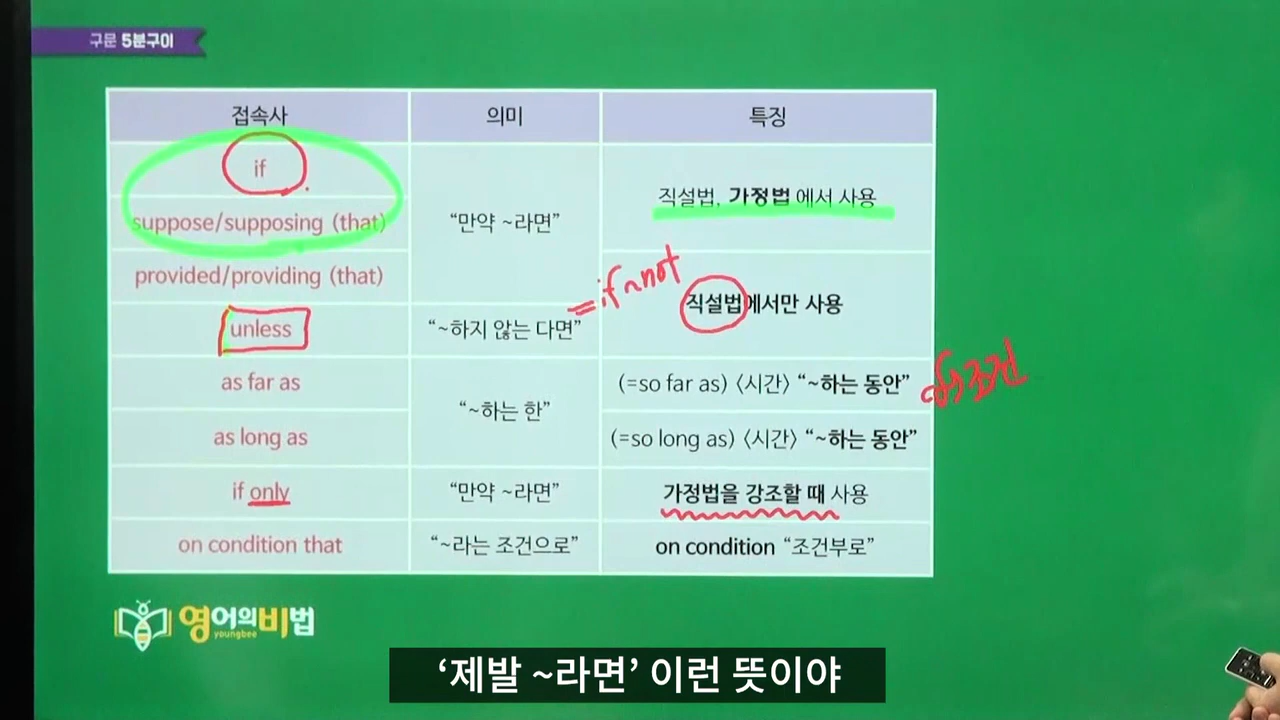 구문 5분구이
접속사 의미 특징
if
suppose/supposing (that) "만약 ~라면" 직설법, 가정법 에서 사용
provided/providing (that)
= if ~ not
unless "~하지 않는 다면" 직설법에서만 사용
as far as (=so far as) <시간> "~하는 동안"
조건
"~하는 한"
as long as (=so long as) <시간> "~하는 동안"
if only "만약 ~라면" 가정법을 강조할 때 사용
on condition that "~라는 조건으로" on condition "조건부로"
영어의비법
youngbee
'제발 ~라면' 이런 뜻이야